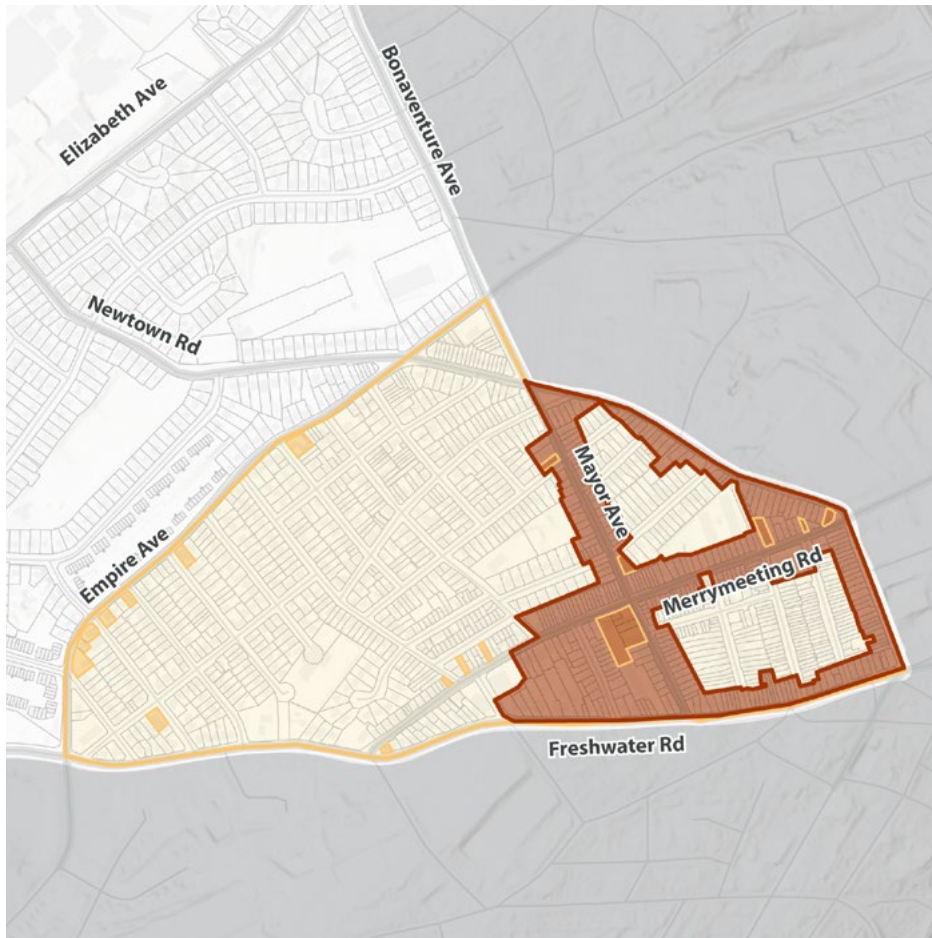 Elizabeth Ave
Bonaventure Ave
Newtown Rd
Mayor Ave
Empire Ave
Merrymeeting Rd
Freshwater Rd